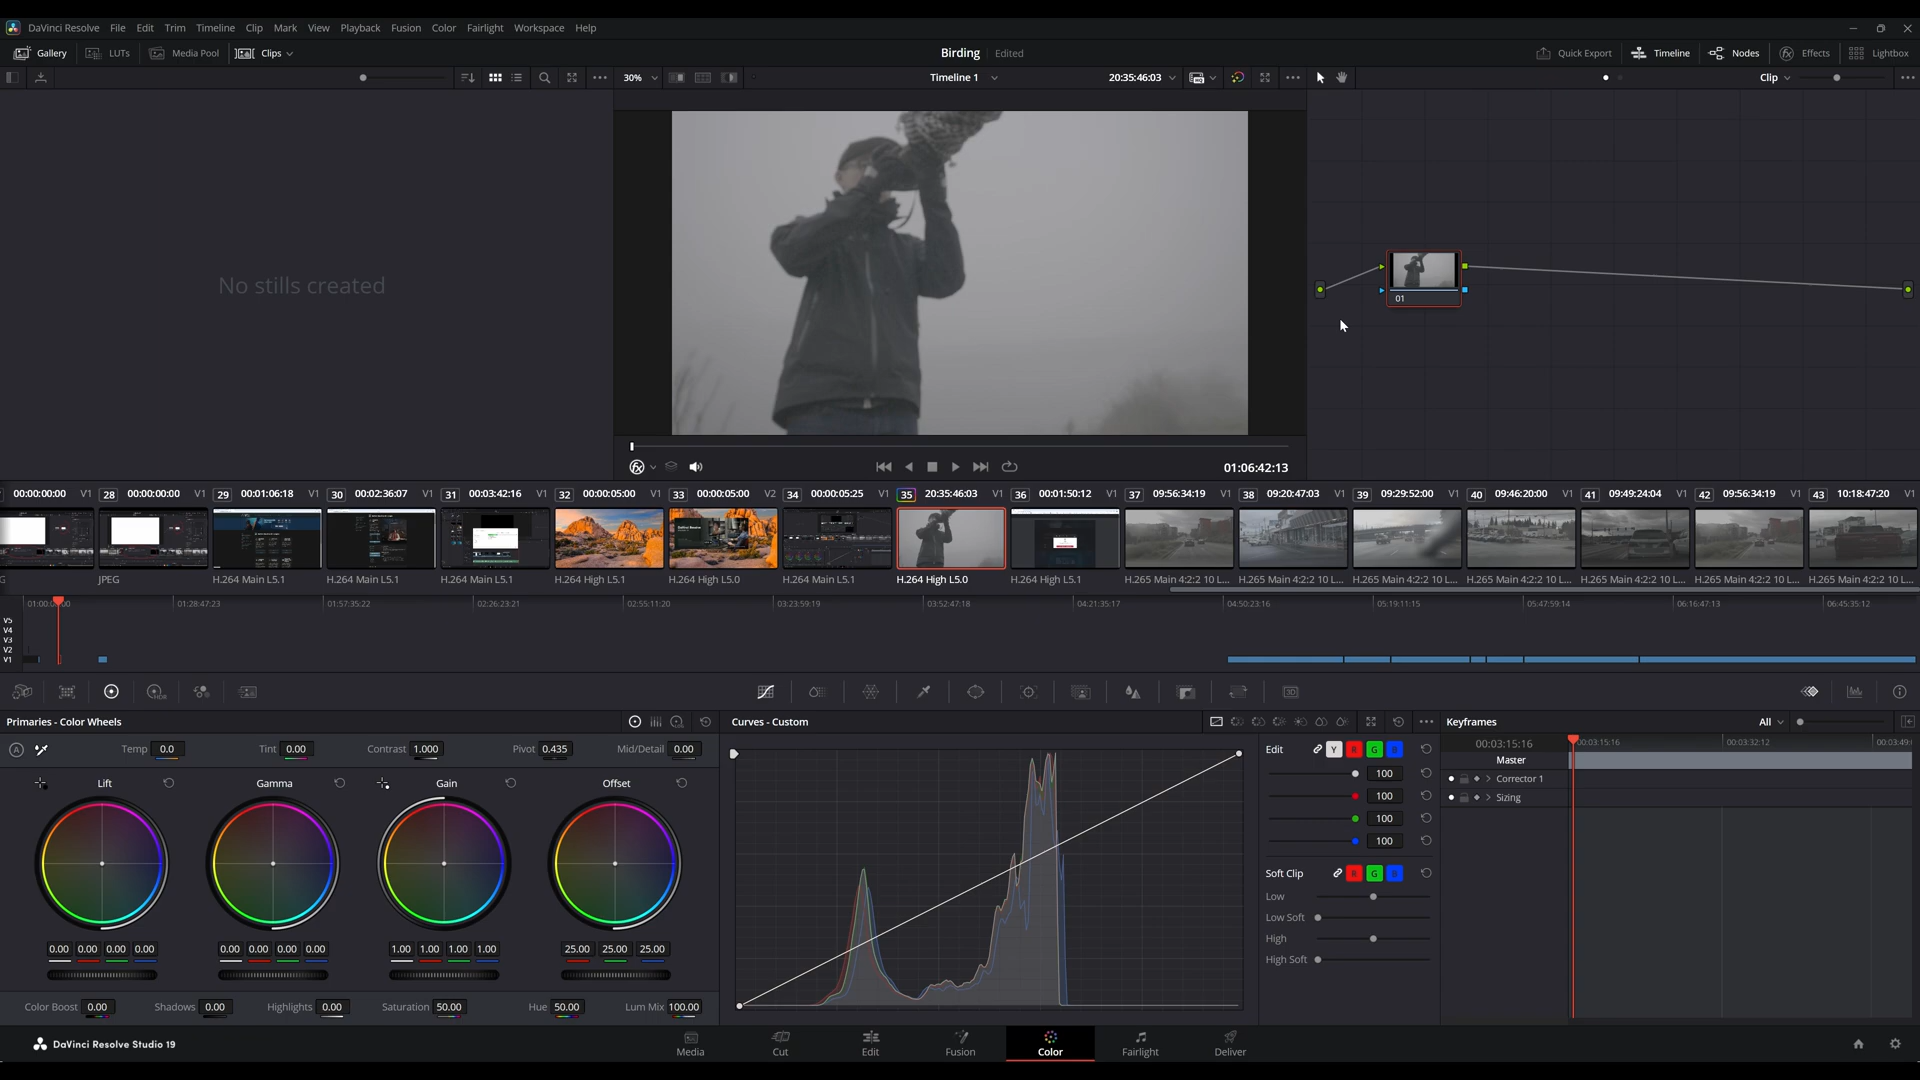 DaVinci Resolve File Edit Trim Timeline Clip Mark View Playback Fusion Color Fairlight Workspace Help
Gallery LUTs Media Pool Clips Birding Edited Quick Export Timeline Nodes Effects Lightbox
30% Timeline 1 20:35:46:03 Clip
No stills created
01
01:06:42:13
00:00:00:00 V1 28 00:00:00:00 V1 29 00:01:06:18 V1 30 00:02:36:07 V1 31 00:03:42:16 V1 32 00:00:05:00 V1 33 00:00:05:00 V2 34 00:00:05:25 V1 35 20:35:46:03 V1 36 00:01:50:12 V1 37 09:56:34:19 V1 38 09:20:47:03 V1 39 09:29:52:00 V1 40 09:46:20:00 V1 41 09:49:24:04 V1 42 09:56:34:19 V1 43 10:18:47:20 V1
G JPEG H.264 Main L5.1 H.264 Main L5.1 H.264 Main L5.1 H.264 High L5.1 H.264 High L5.0 H.264 Main L5.1 H.264 High L5.0 H.264 High L5.1 H.265 Main 4:2:2 10 L... H.265 Main 4:2:2 10 L... H.265 Main 4:2:2 10 L... H.265 Main 4:2:2 10 L... H.265 Main 4:2:2 10 L... H.265 Main 4:2:2 10 L... H.265 Main 4:2:2 10 L...
01:28:47:23 01:57:35:22 02:26:23:21 02:55:11:20 03:23:59:19 03:52:47:18 04:21:35:17 04:50:23:16 05:19:11:15 05:47:59:14 06:16:47:13 06:45:35:12
V5
V4
V3
V2
V1
HDR 3D
Primaries - Color Wheels Curves - Custom Keyframes All
A Temp 0.0 Tint 0.00 Contrast 1.000 Pivot 0.435 Mid/Detail 0.00
Lift Gamma Gain Offset
0.00 0.00 0.00 0.00 0.00 0.00 0.00 0.00 1.00 1.00 1.00 1.00 25.00 25.00 25.00
Color Boost 0.00 Shadows 0.00 Highlights 0.00 Saturation 50.00 Hue 50.00 Lum Mix 100.00
Edit Y R G B
100
100
100
100
Soft Clip R G B
Low
Low Soft
High
High Soft
00:03:15:16 00:03:15:16 00:03:32:12 00:03:49:
Master
Corrector 1
Sizing
DaVinci Resolve Studio 19 Media Cut Edit Fusion Color Fairlight Deliver